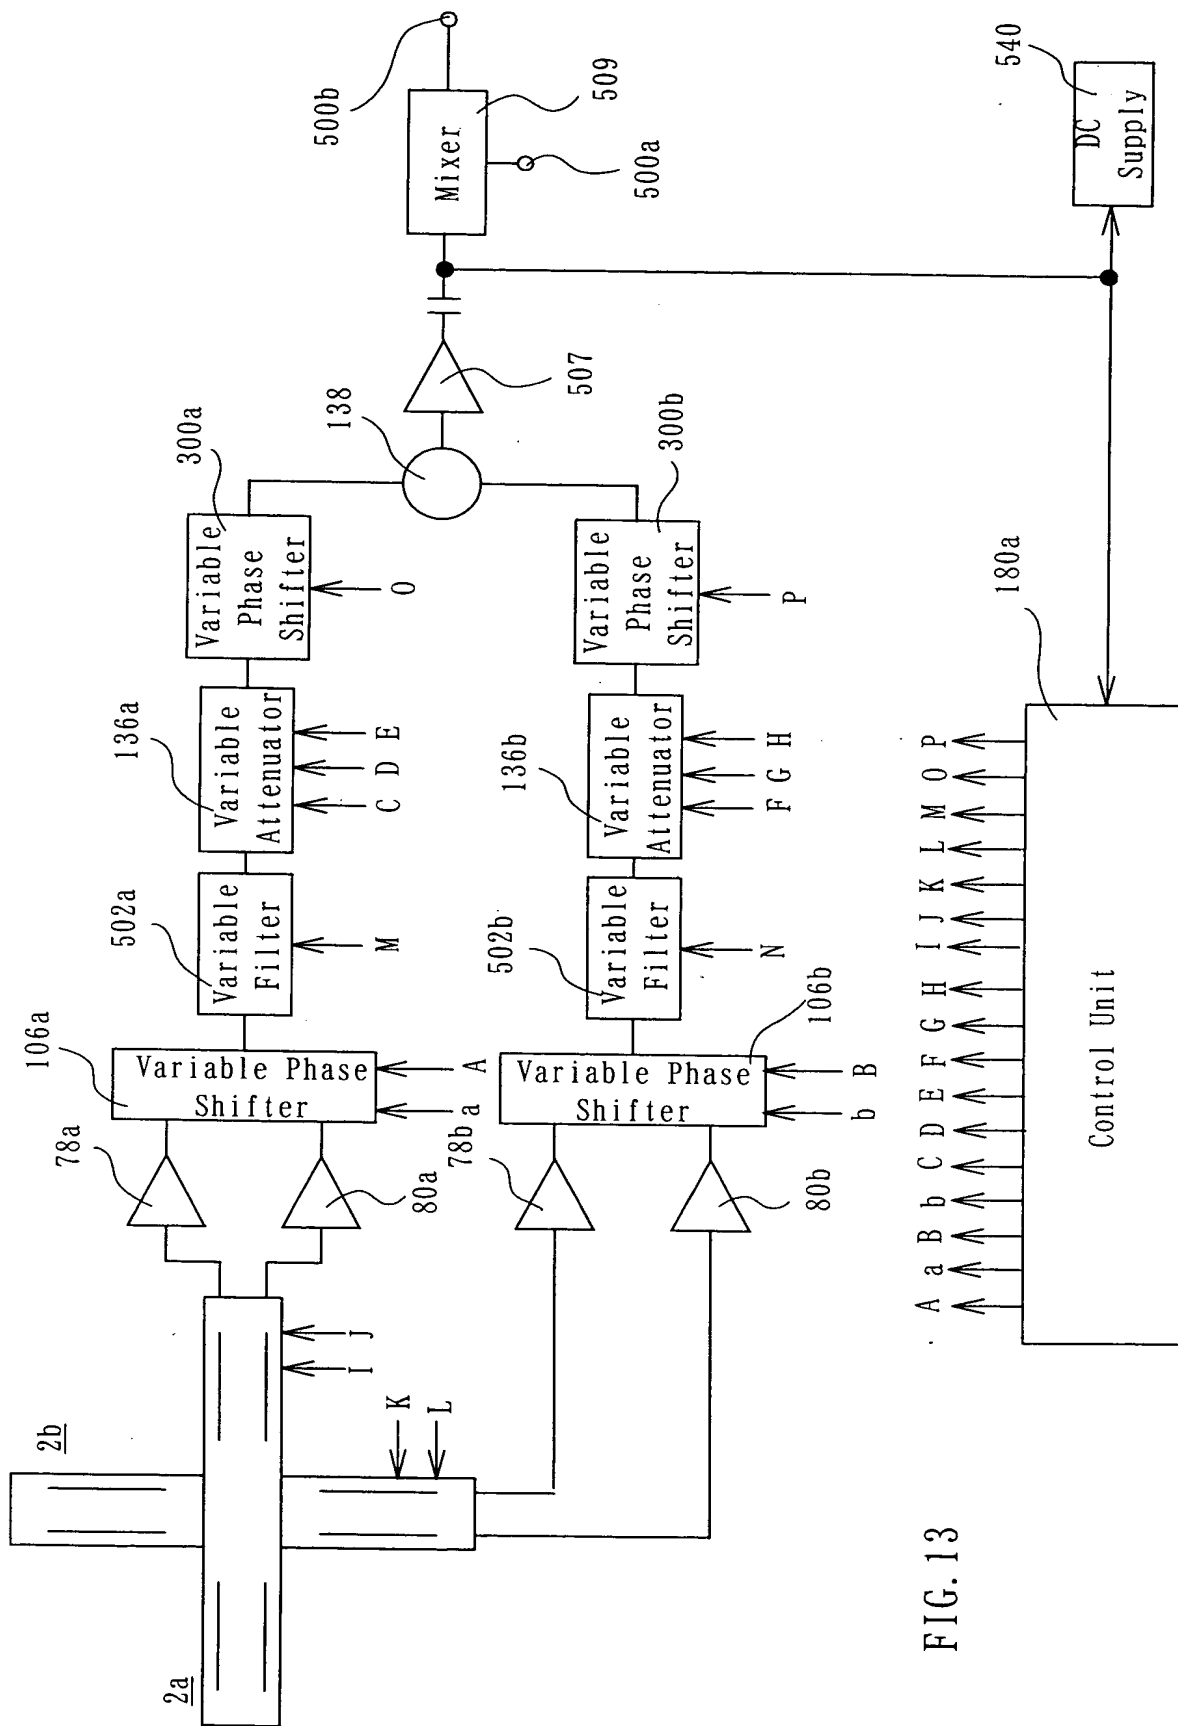 500b
509
Mixer
500a
540
DC
Supply
507
138
300a
Variable
Phase
Shifter
O
300b
Variable
Phase
Shifter
P
136a
Variable
Attenuator
C
D
E
136b
Variable
Attenuator
F
G
H
502a
Variable
Filter
M
502b
Variable
Filter
N
106a
Variable Phase
Shifter
a
A
106b
Variable Phase
Shifter
b
B
78a
80a
78b
80b
I
J
K
L
2b
2a
180a
Control Unit
A
a
B
b
C
D
E
F
G
H
I
J
K
L
M
O
P
FIG. 13